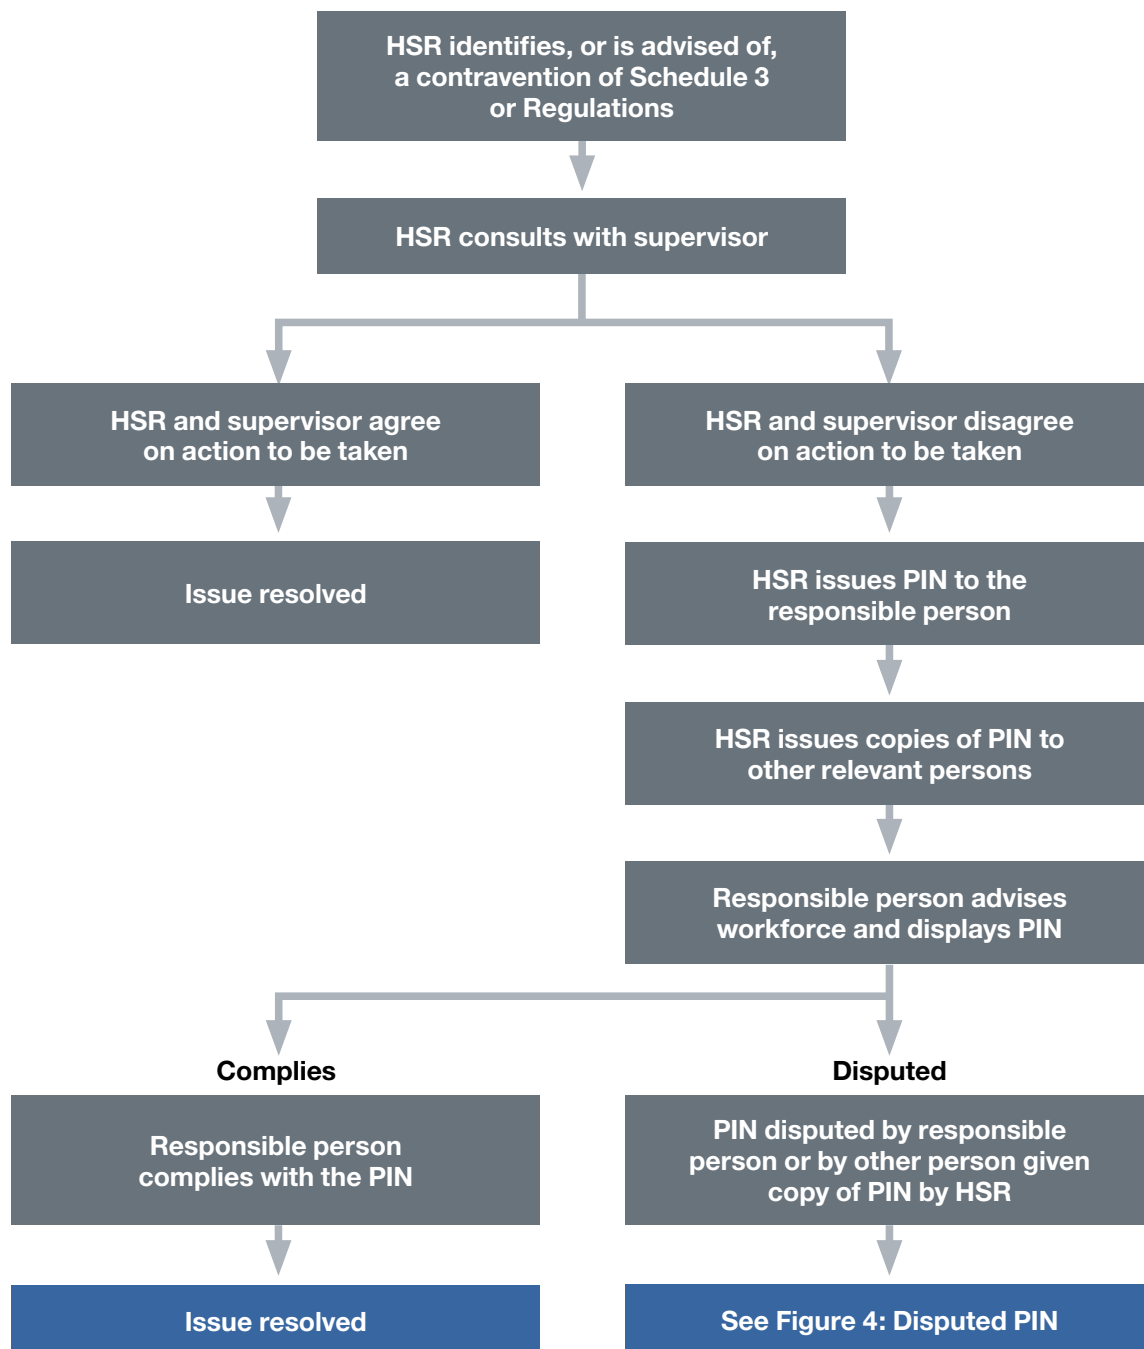 HSR identifies, or is advised of,
a contravention of Schedule 3
or Regulations
HSR consults with supervisor
HSR and supervisor agree
on action to be taken
HSR and supervisor disagree
on action to be taken
Issue resolved
HSR issues PIN to the
responsible person
HSR issues copies of PIN to
other relevant persons
Responsible person advises
workforce and displays PIN
Complies
Disputed
Responsible person
complies with the PIN
PIN disputed by responsible
person or by other person given
copy of PIN by HSR
Issue resolved
See Figure 4: Disputed PIN